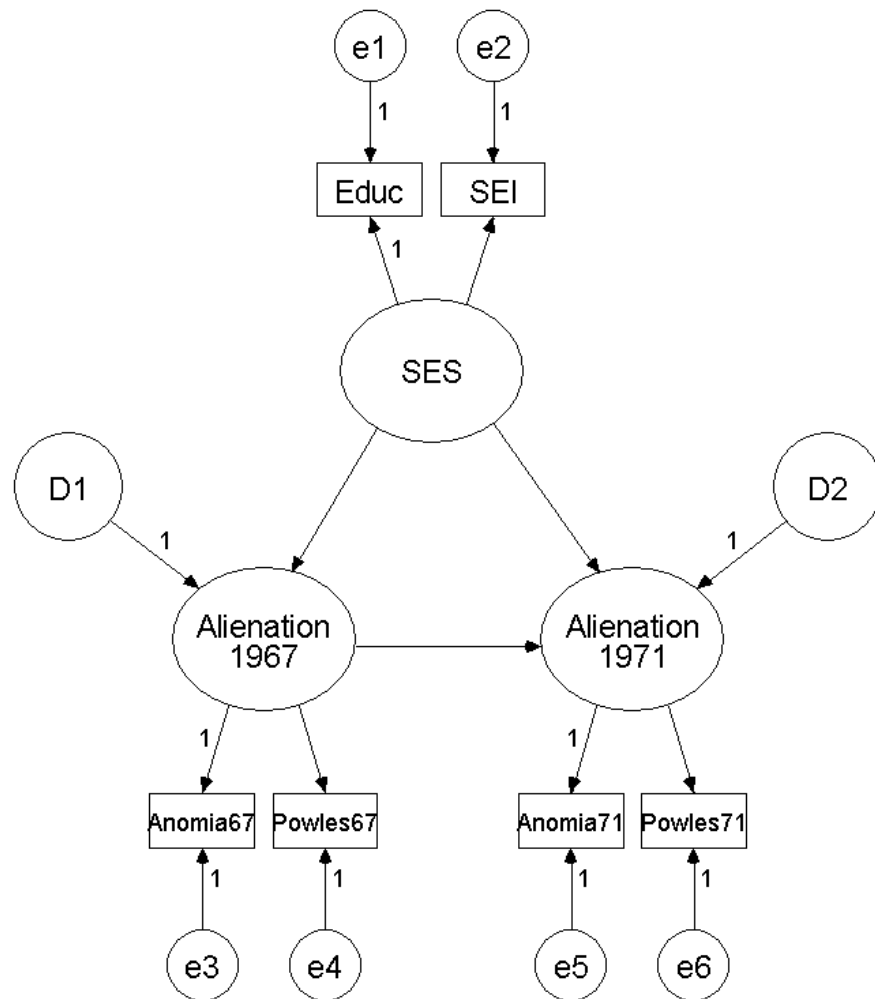 e1
e2
1
1
Educ
SEI
1
SES
D1
D2
1
1
Alienation
1967
Alienation
1971
1
1
Anomia67
Powles67
Anomia71
Powles71
1
1
1
1
e3
e4
e5
e6